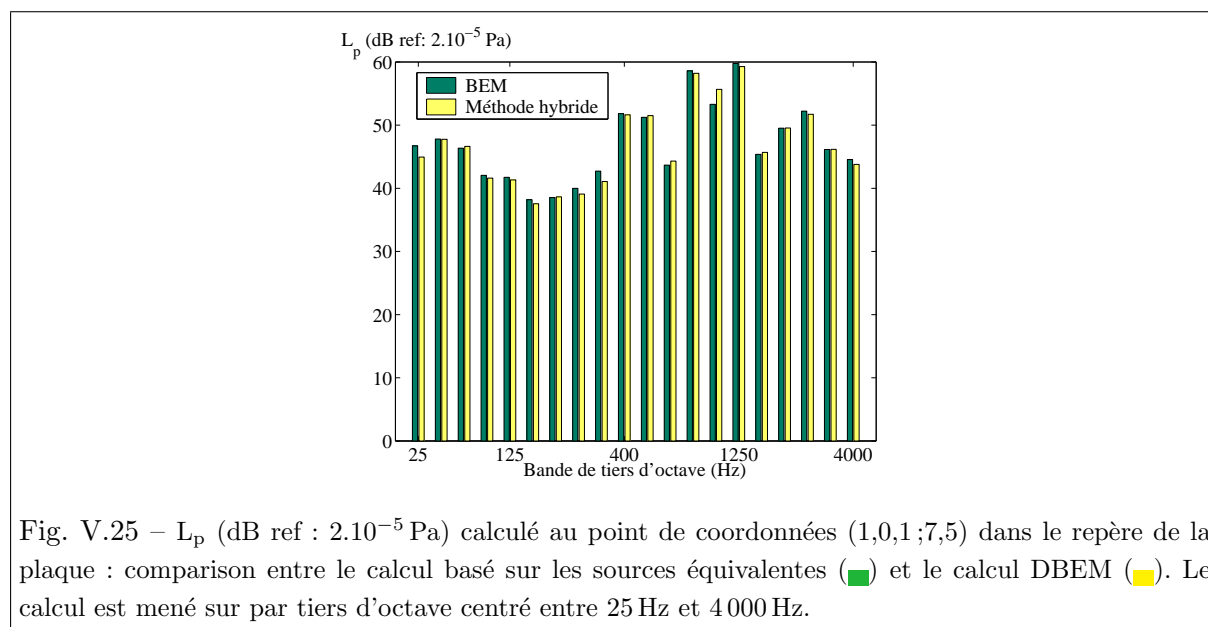 L_p (dB ref: 2.10^-5 Pa)
60
BEM
Méthode hybride
50
40
30
20
10
0
25 125 400 1250 4000
Bande de tiers d'octave (Hz)
Fig. V.25 – L_p (dB ref : 2.10^−5 Pa) calculé au point de coordonnées (1,0,1 ;7,5) dans le repère de la
plaque : comparaison entre le calcul basé sur les sources équivalentes ( ) et le calcul DBEM ( ). Le
calcul est mené sur par tiers d'octave centré entre 25 Hz et 4 000 Hz.